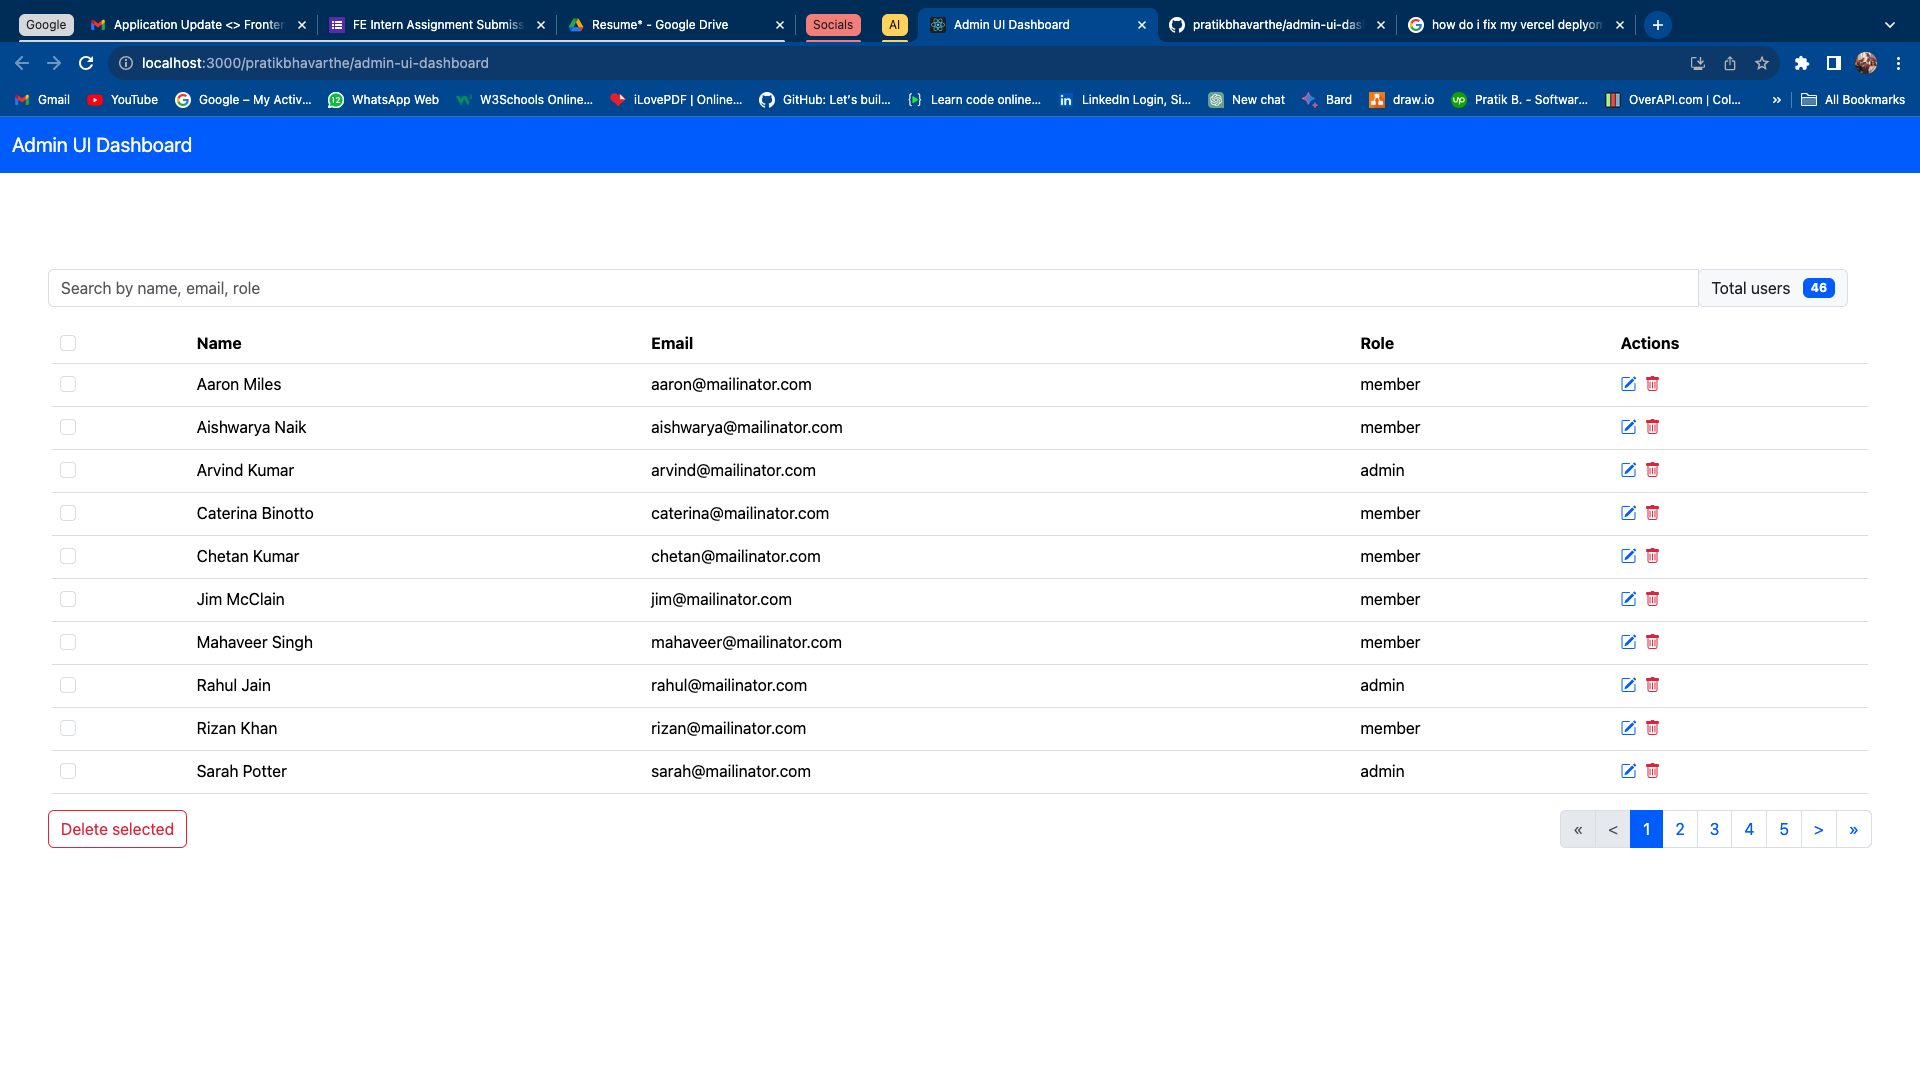 Google
Application Update <> Fronten
FE Intern Assignment Submiss
Resume* - Google Drive
Socials
AI
Admin UI Dashboard
pratikbhavarthe/admin-ui-das
how do i fix my vercel deplyom
localhost:3000/pratikbhavarthe/admin-ui-dashboard
Gmail
YouTube
Google – My Activ...
12
WhatsApp Web
W3Schools Online...
iLovePDF | Online...
GitHub: Let's buil...
Learn code online...
in
LinkedIn Login, Si...
New chat
Bard
draw.io
up
Pratik B. - Softwar...
OverAPI.com | Col...
»
All Bookmarks
Admin UI Dashboard
Search by name, email, role
Total users 46
Name Email Role Actions
Aaron Miles aaron@mailinator.com member
Aishwarya Naik aishwarya@mailinator.com member
Arvind Kumar arvind@mailinator.com admin
Caterina Binotto caterina@mailinator.com member
Chetan Kumar chetan@mailinator.com member
Jim McClain jim@mailinator.com member
Mahaveer Singh mahaveer@mailinator.com member
Rahul Jain rahul@mailinator.com admin
Rizan Khan rizan@mailinator.com member
Sarah Potter sarah@mailinator.com admin
Delete selected
« < 1 2 3 4 5 > »